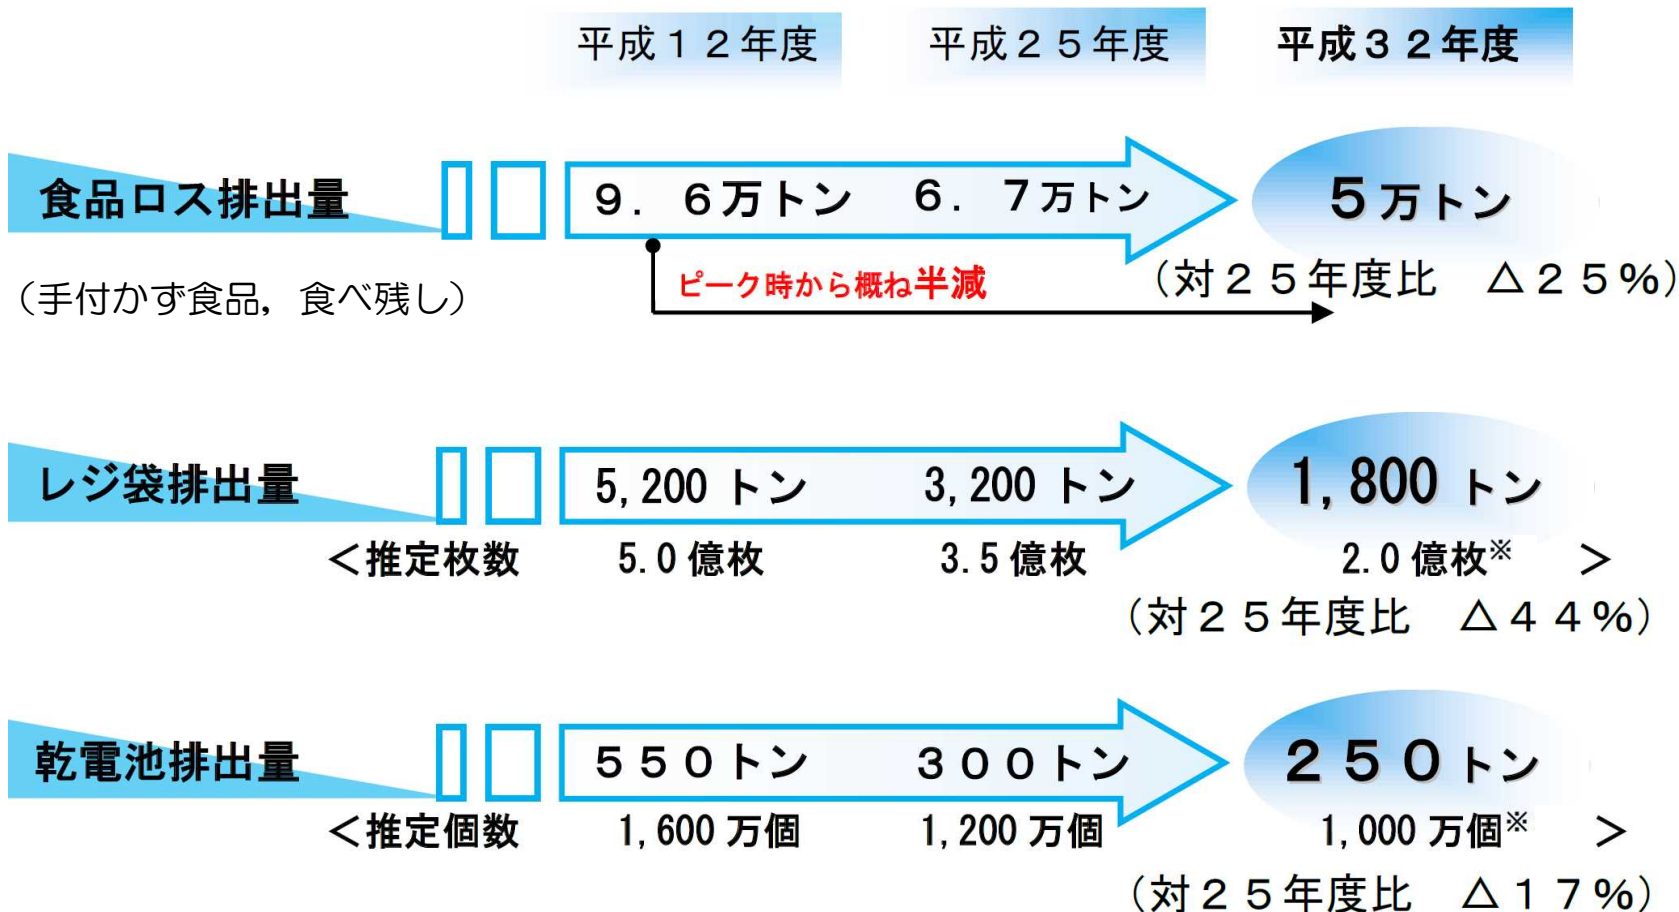 平成１２年度　平成２５年度　平成３２年度
食品ロス排出量　９．６万トン　６．７万トン　５万トン
ピーク時から概ね半減　（対２５年度比　△２５％）
（手付かず食品，食べ残し）
レジ袋排出量　5,200 トン　3,200 トン　1,800 トン
＜推定枚数　5.0 億枚　3.5 億枚　2.0 億枚※　＞
（対２５年度比　△４４％）
乾電池排出量　５５０トン　３００トン　２５０トン
＜推定個数　1,600 万個　1,200 万個　1,000 万個※　＞
（対２５年度比　△１７％）